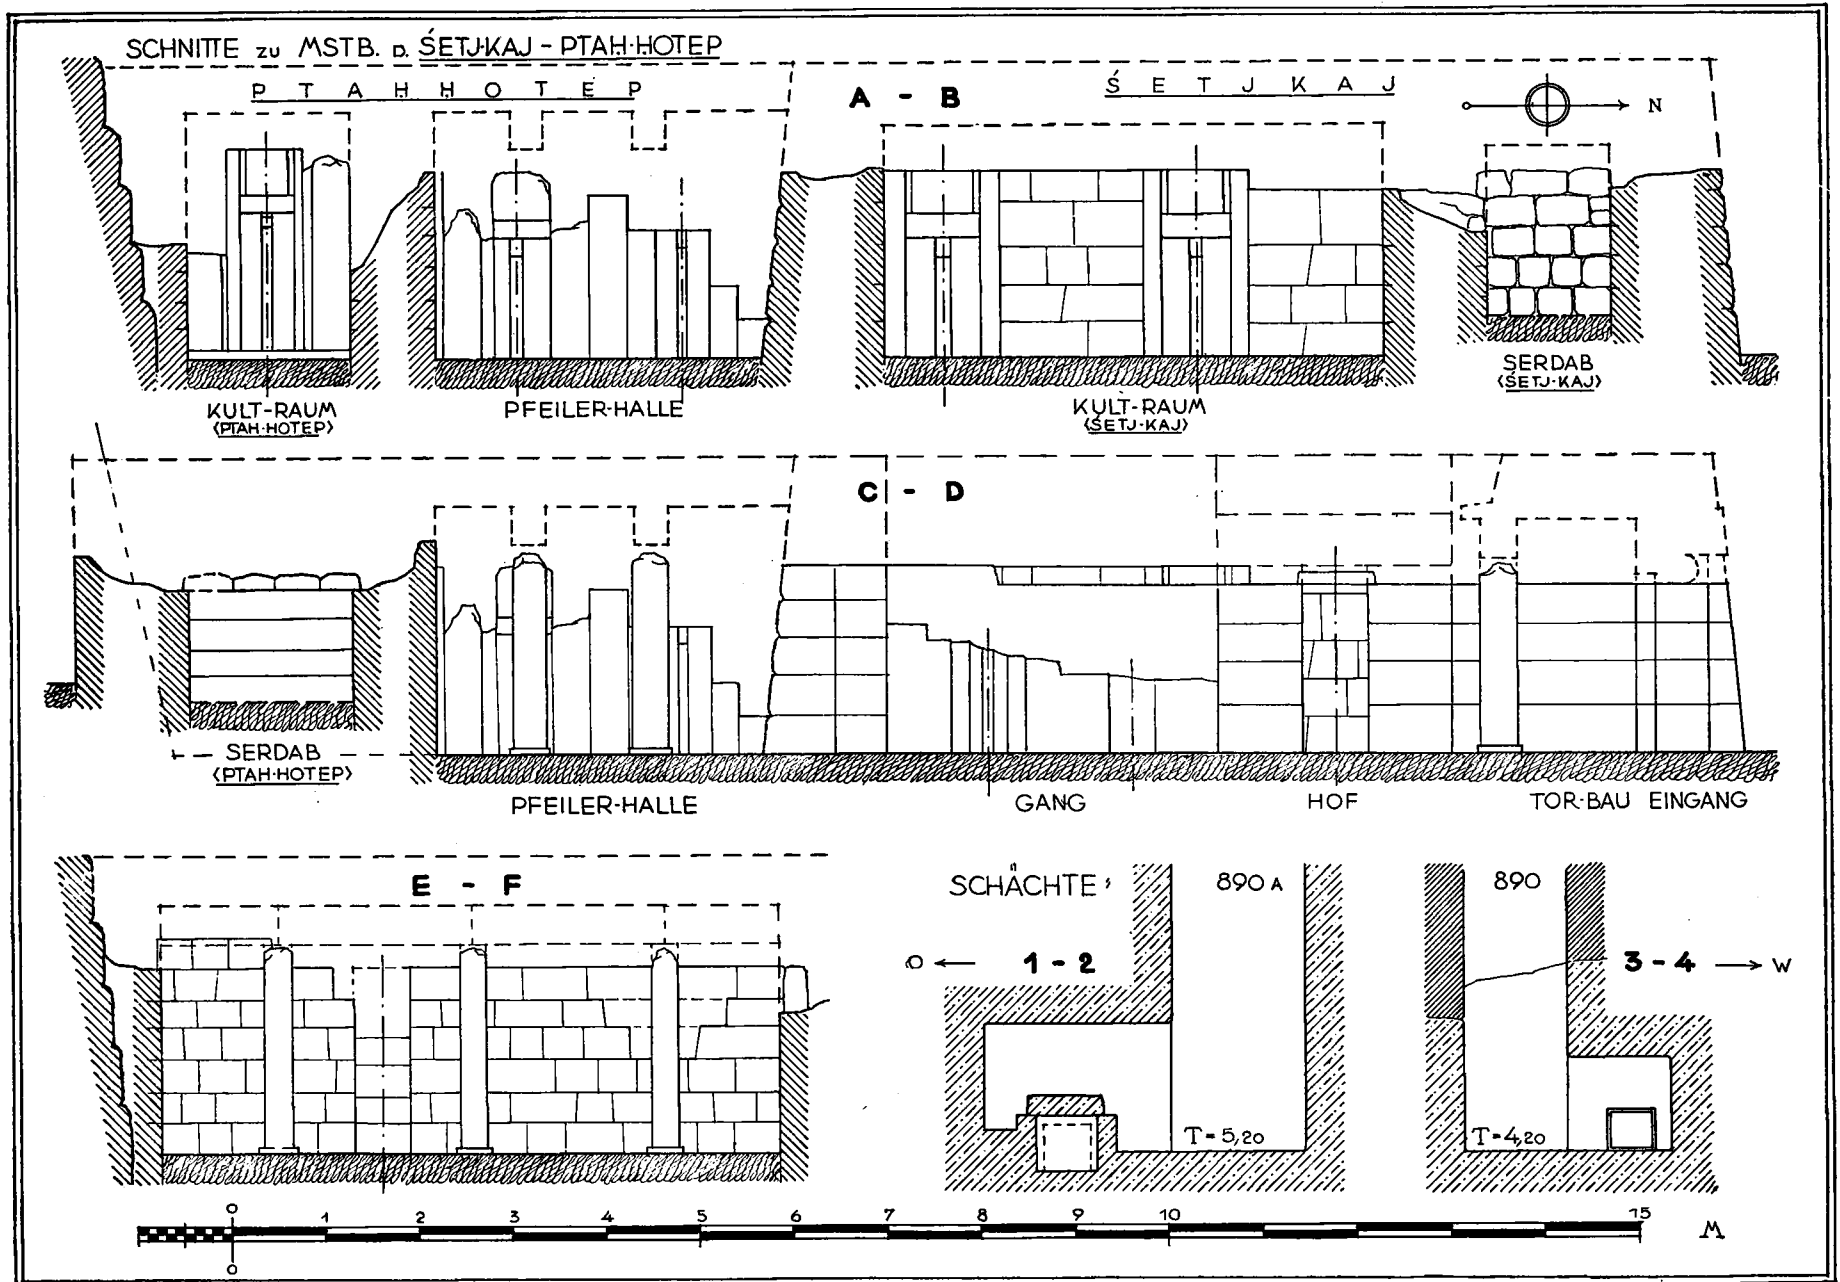 SCHNITTE zu MSTB. D. ŚETJ·KAJ - PTAH·HOTEP
PTAHHOTEP
A - B
ŚETJKAJ
N
KULT-RAUM
<PTAH·HOTEP>
PFEILER-HALLE
KULT-RAUM
<ŚETJ·KAJ>
SERDAB
<ŚETJ-KAJ>
C - D
SERDAB
<PTAH·HOTEP>
PFEILER-HALLE
GANG
HOF
TOR-BAU EINGANG
E - F
SCHÄCHTE:
890 A
890
O ← 1 - 2
3 - 4 → W
T = 5,20
T = 4,20
0 1 2 3 4 5 6 7 8 9 10 15 M
0